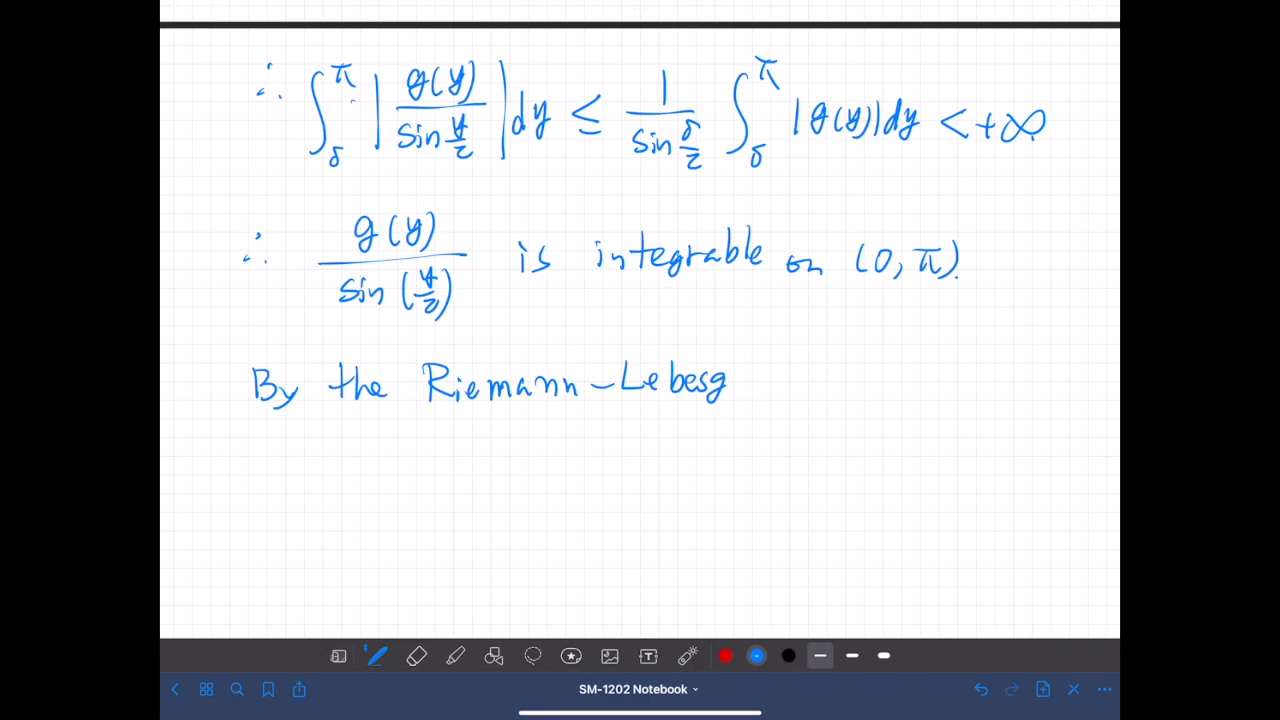 ∴ ∫_δ^π |g(y)/sin y/2| dy ≤ 1/sin δ/2 ∫_δ^π |g(y)|dy < +∞
∴ g(y)/sin(y/2) is integrable on (0, π).
By the Riemann-Lebesg
SM-1202 Notebook